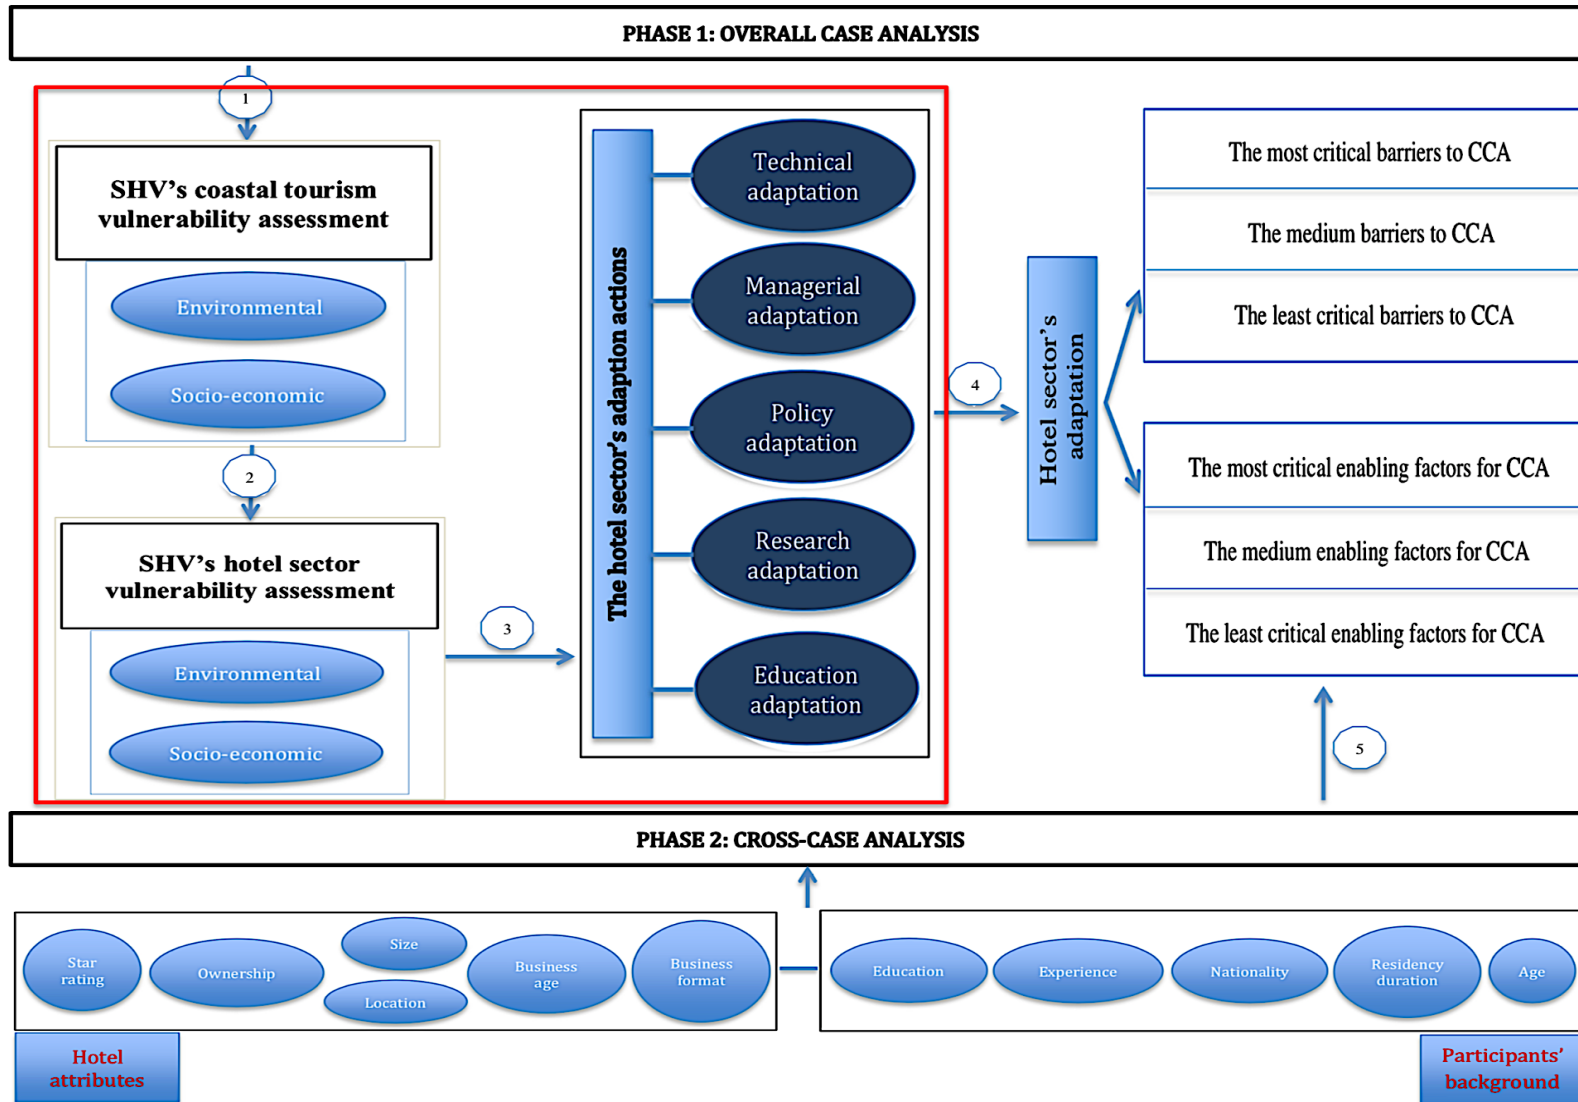 PHASE 1: OVERALL CASE ANALYSIS
1
SHV’s coastal tourism
vulnerability assessment
Environmental
Socio-economic
2
SHV’s hotel sector
vulnerability assessment
Environmental
Socio-economic
3
The hotel sector’s adaption actions
Technical
adaptation
Managerial
adaptation
Policy
adaptation
Research
adaptation
Education
adaptation
4
Hotel sector’s
adaptation
The most critical barriers to CCA
The medium barriers to CCA
The least critical barriers to CCA
The most critical enabling factors for CCA
The medium enabling factors for CCA
The least critical enabling factors for CCA
5
PHASE 2: CROSS-CASE ANALYSIS
Star
rating
Ownership
Size
Location
Business
age
Business
format
Education
Experience
Nationality
Residency
duration
Age
Hotel
attributes
Participants’
background